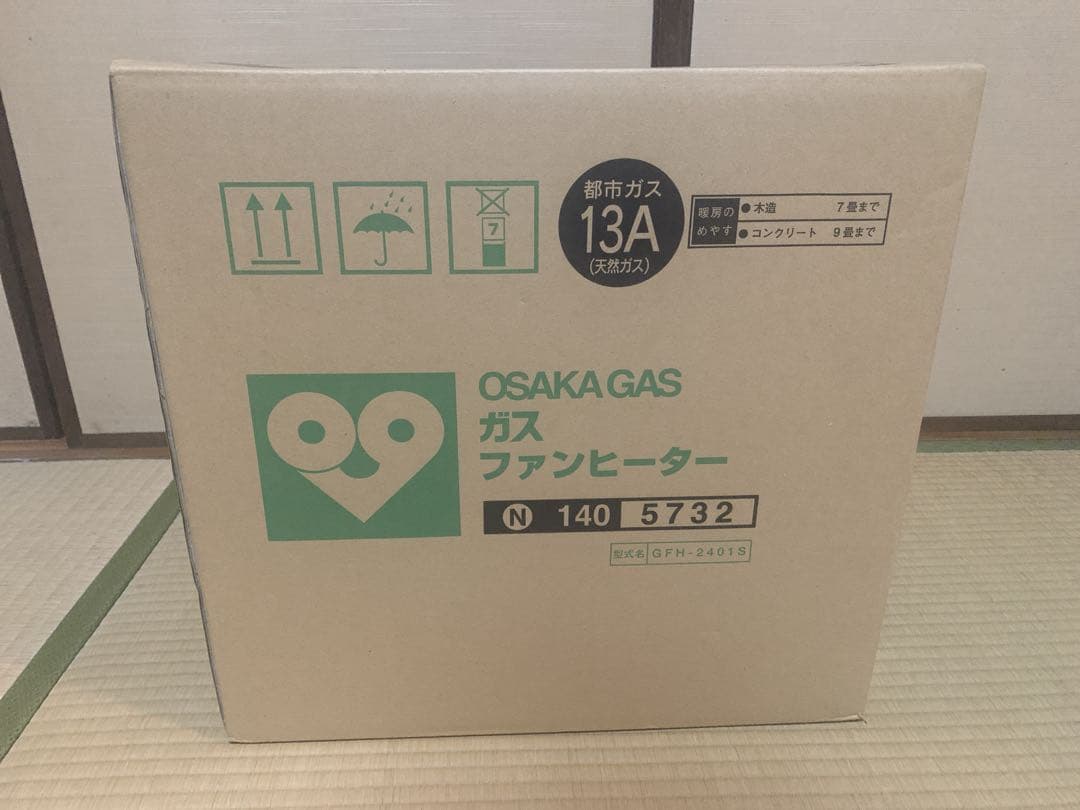 7
都市ガス
13A
(天然ガス)
暖房の
めやす
●木造 7畳まで
●コンクリート 9畳まで
OSAKA GAS
ガス
ファンヒーター
N 140 5732
型式名 GFH-2401S